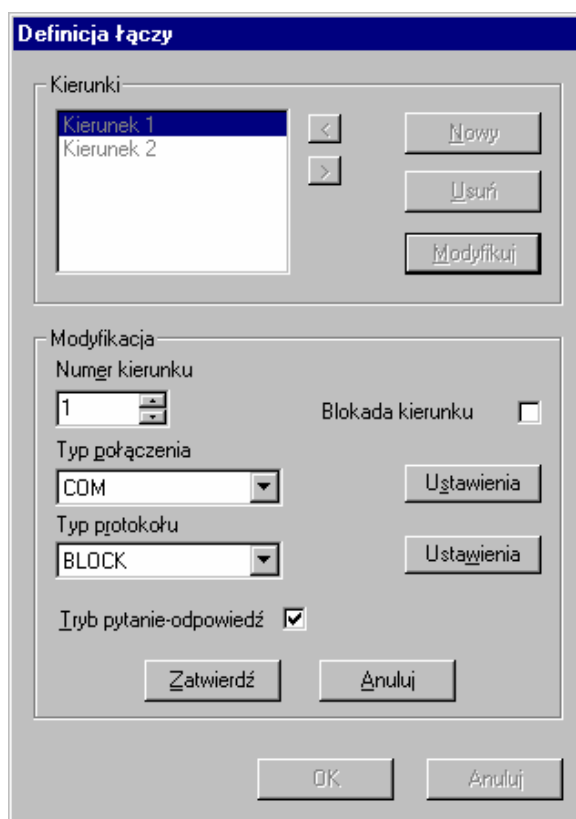 Definicja łączy
Kierunki
Kierunek 1
Kierunek 2
<
>
Nowy
Usuń
Modyfikuj
Modyfikacja
Numer kierunku
1
Blokada kierunku
Typ połączenia
COM
Ustawienia
Typ protokołu
BLOCK
Ustawienia
Tryb pytanie-odpowiedź
Zatwierdź
Anuluj
OK
Anuluj